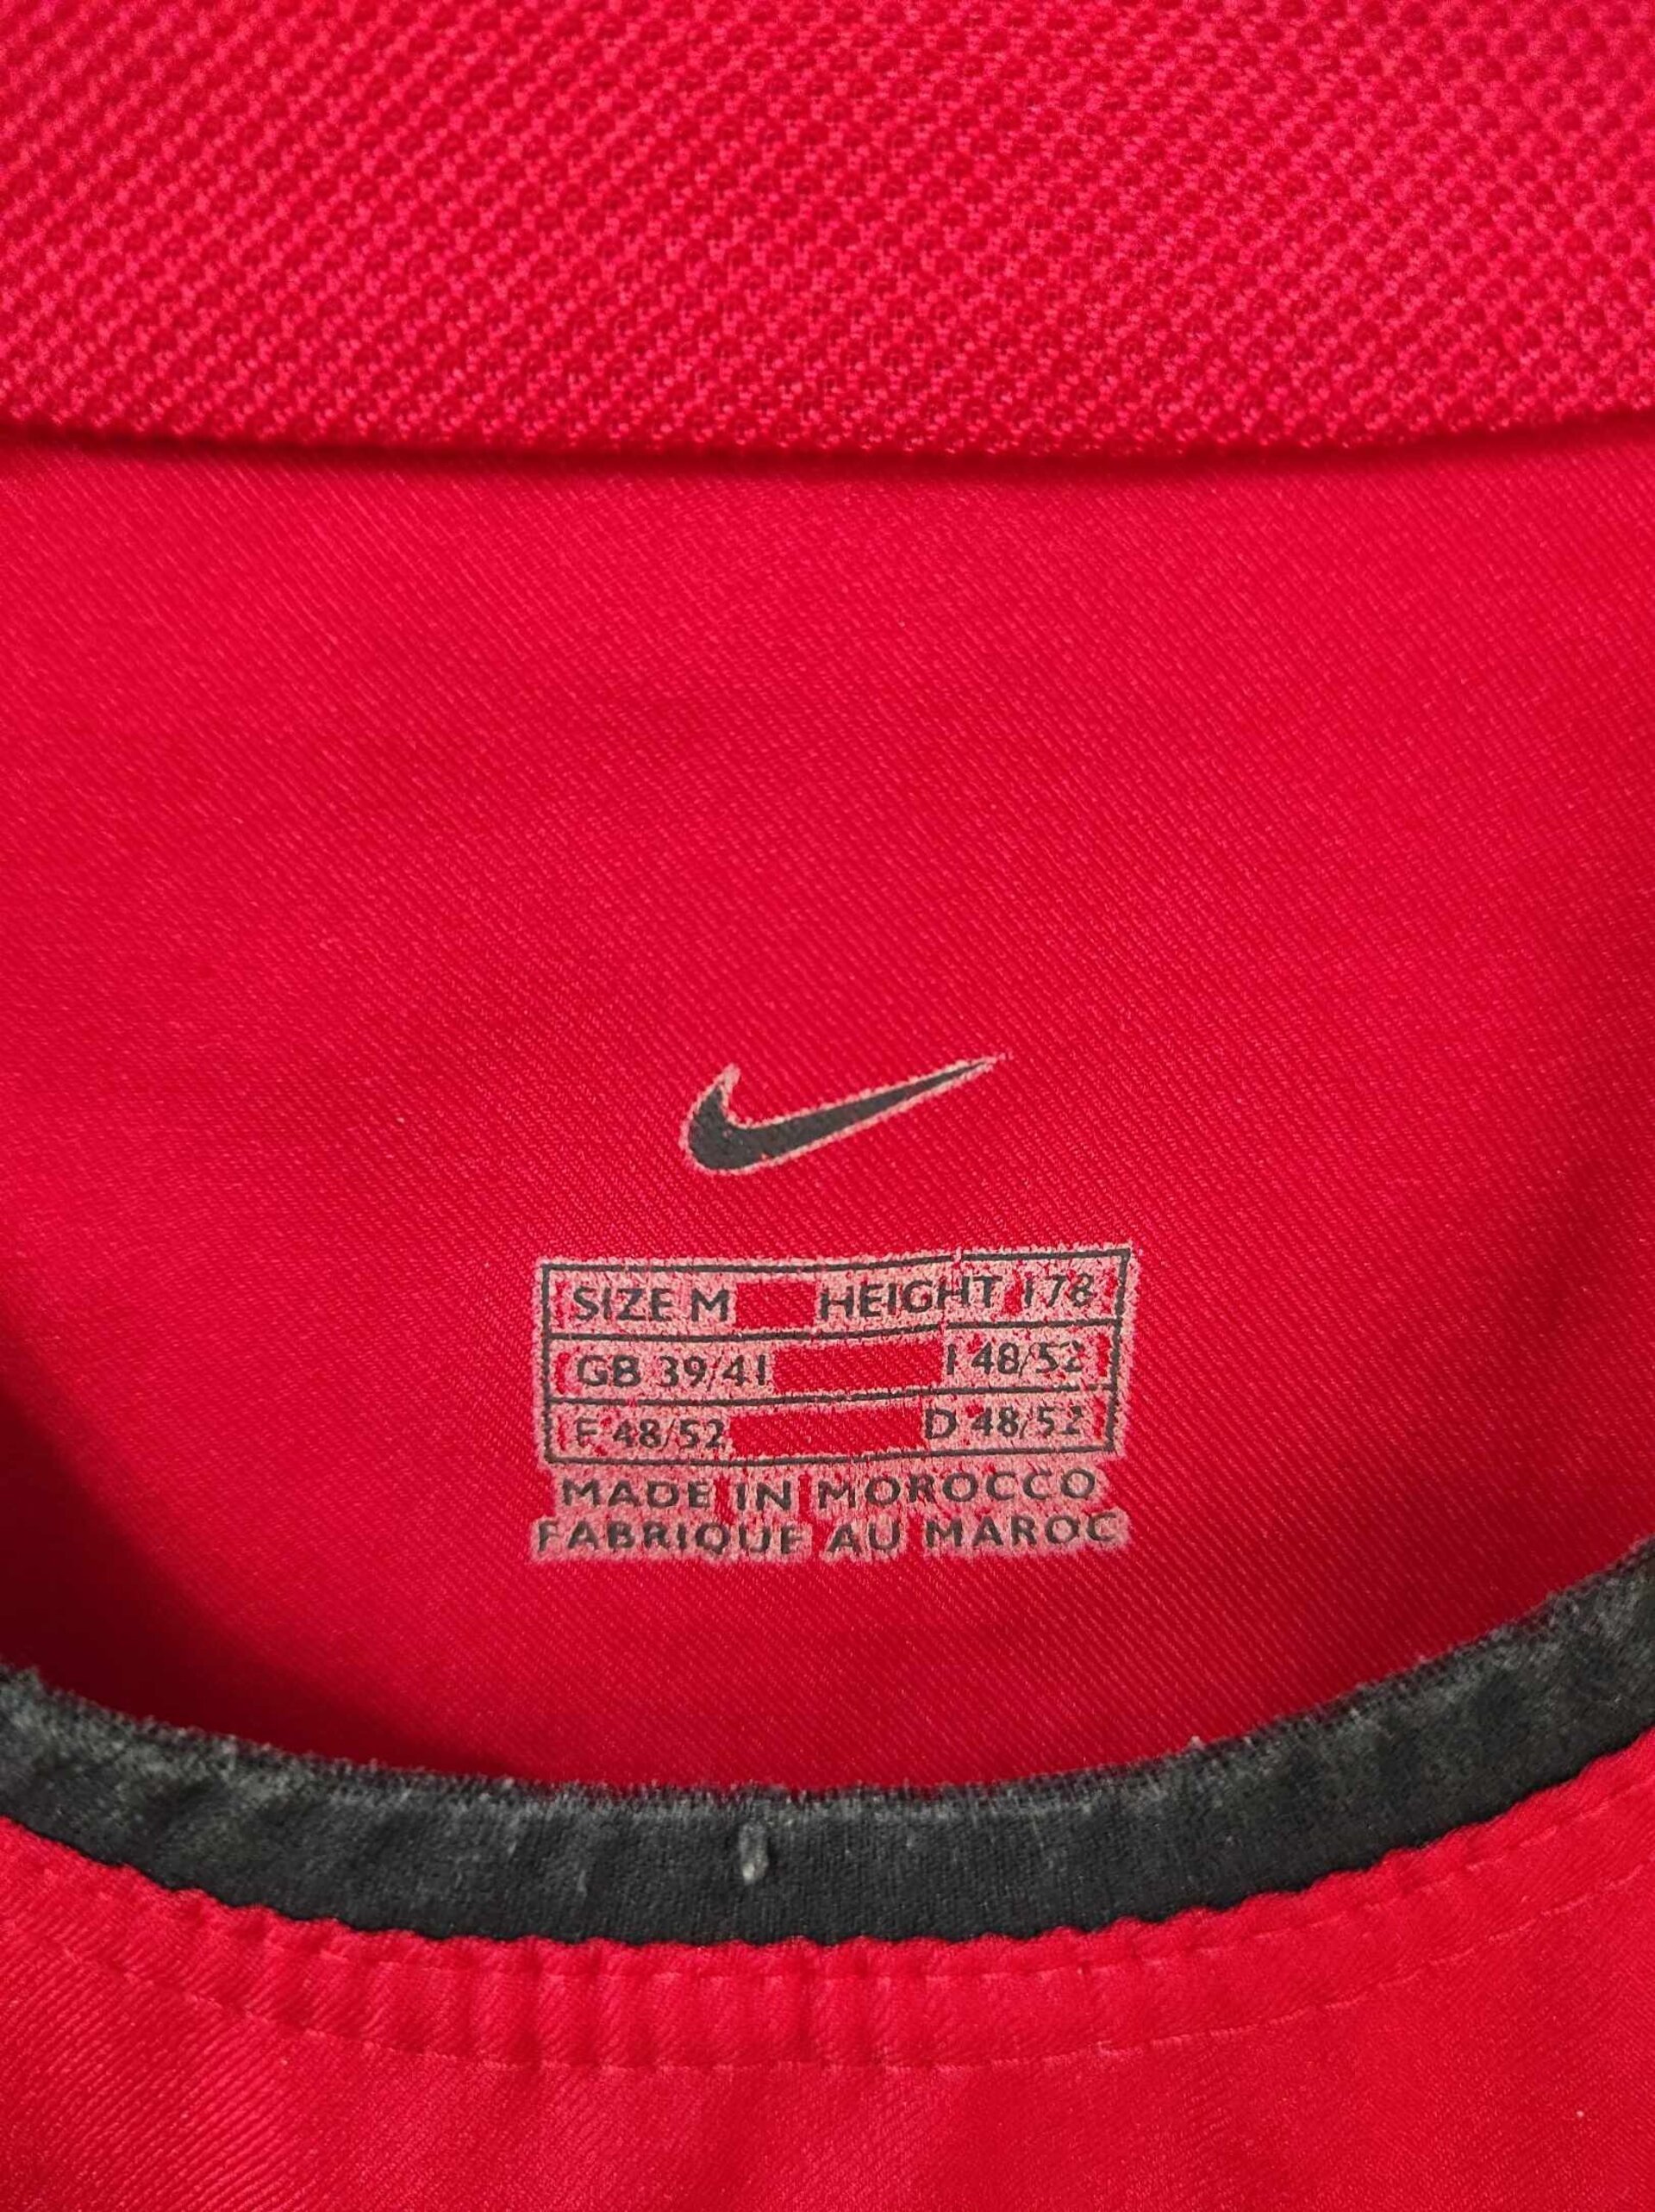 SIZE M HEIGHT 178
GB 39/41 I 48/52
F 48/52 D 48/52
MADE IN MOROCCO
FABRIQUE AU MAROC